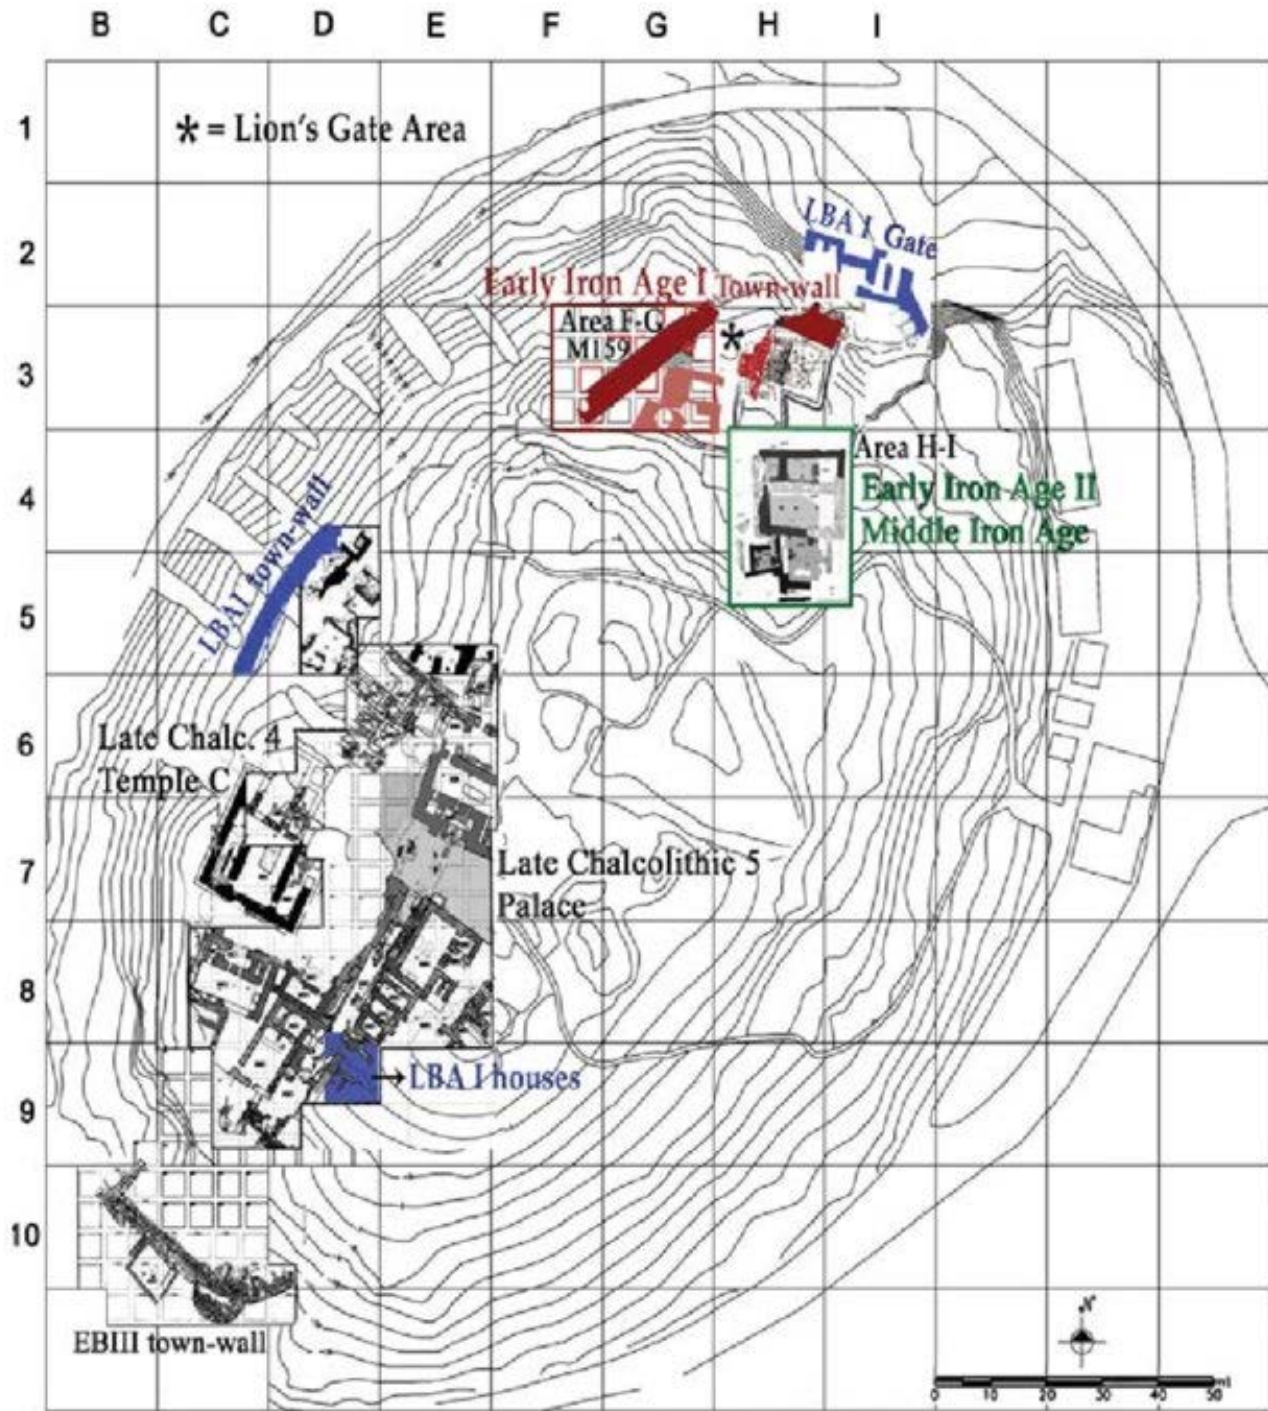 B C D E F G H I
1
* = Lion's Gate Area
2
LBA I Gate
Early Iron Age I Town-wall
3
Area F-G
M159
4
Area H-I
Early Iron Age II
Middle Iron Age
LBAI town-wall
5
6
Late Chalc. 4
Temple C
7
Late Chalcolithic 5
Palace
8
LBA I houses
9
10
EBIII town-wall
N
0 10 20 30 40 50 mt